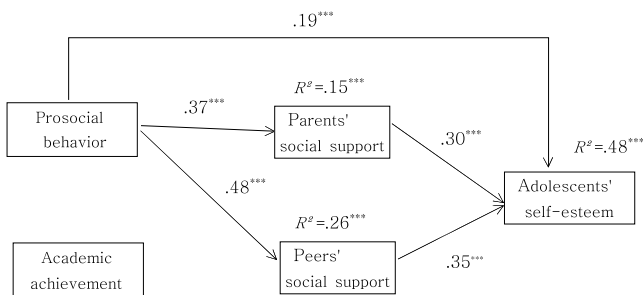 .19***
R²=.15***
.37***
Prosocial
behavior
Parents'
social support
.30***
R²=.48***
.48***
Adolescents'
self-esteem
R²=.26***
Peers'
social support
.35***
Academic
achievement